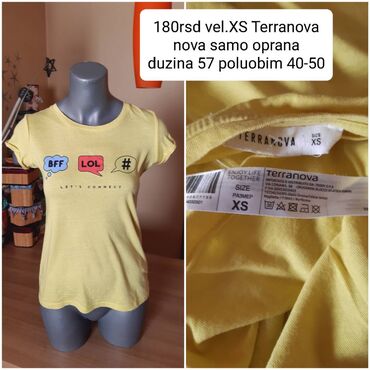 180rsd vel.XS Terranova
nova samo oprana
duzina 57 poluobim 40-50
BFF LOL #
LET'S CONNECT
TERRANOVA SIZE XS
ENJOY LIFE TOGETHER
terranova
SIZE
РАЗМЕР
XS